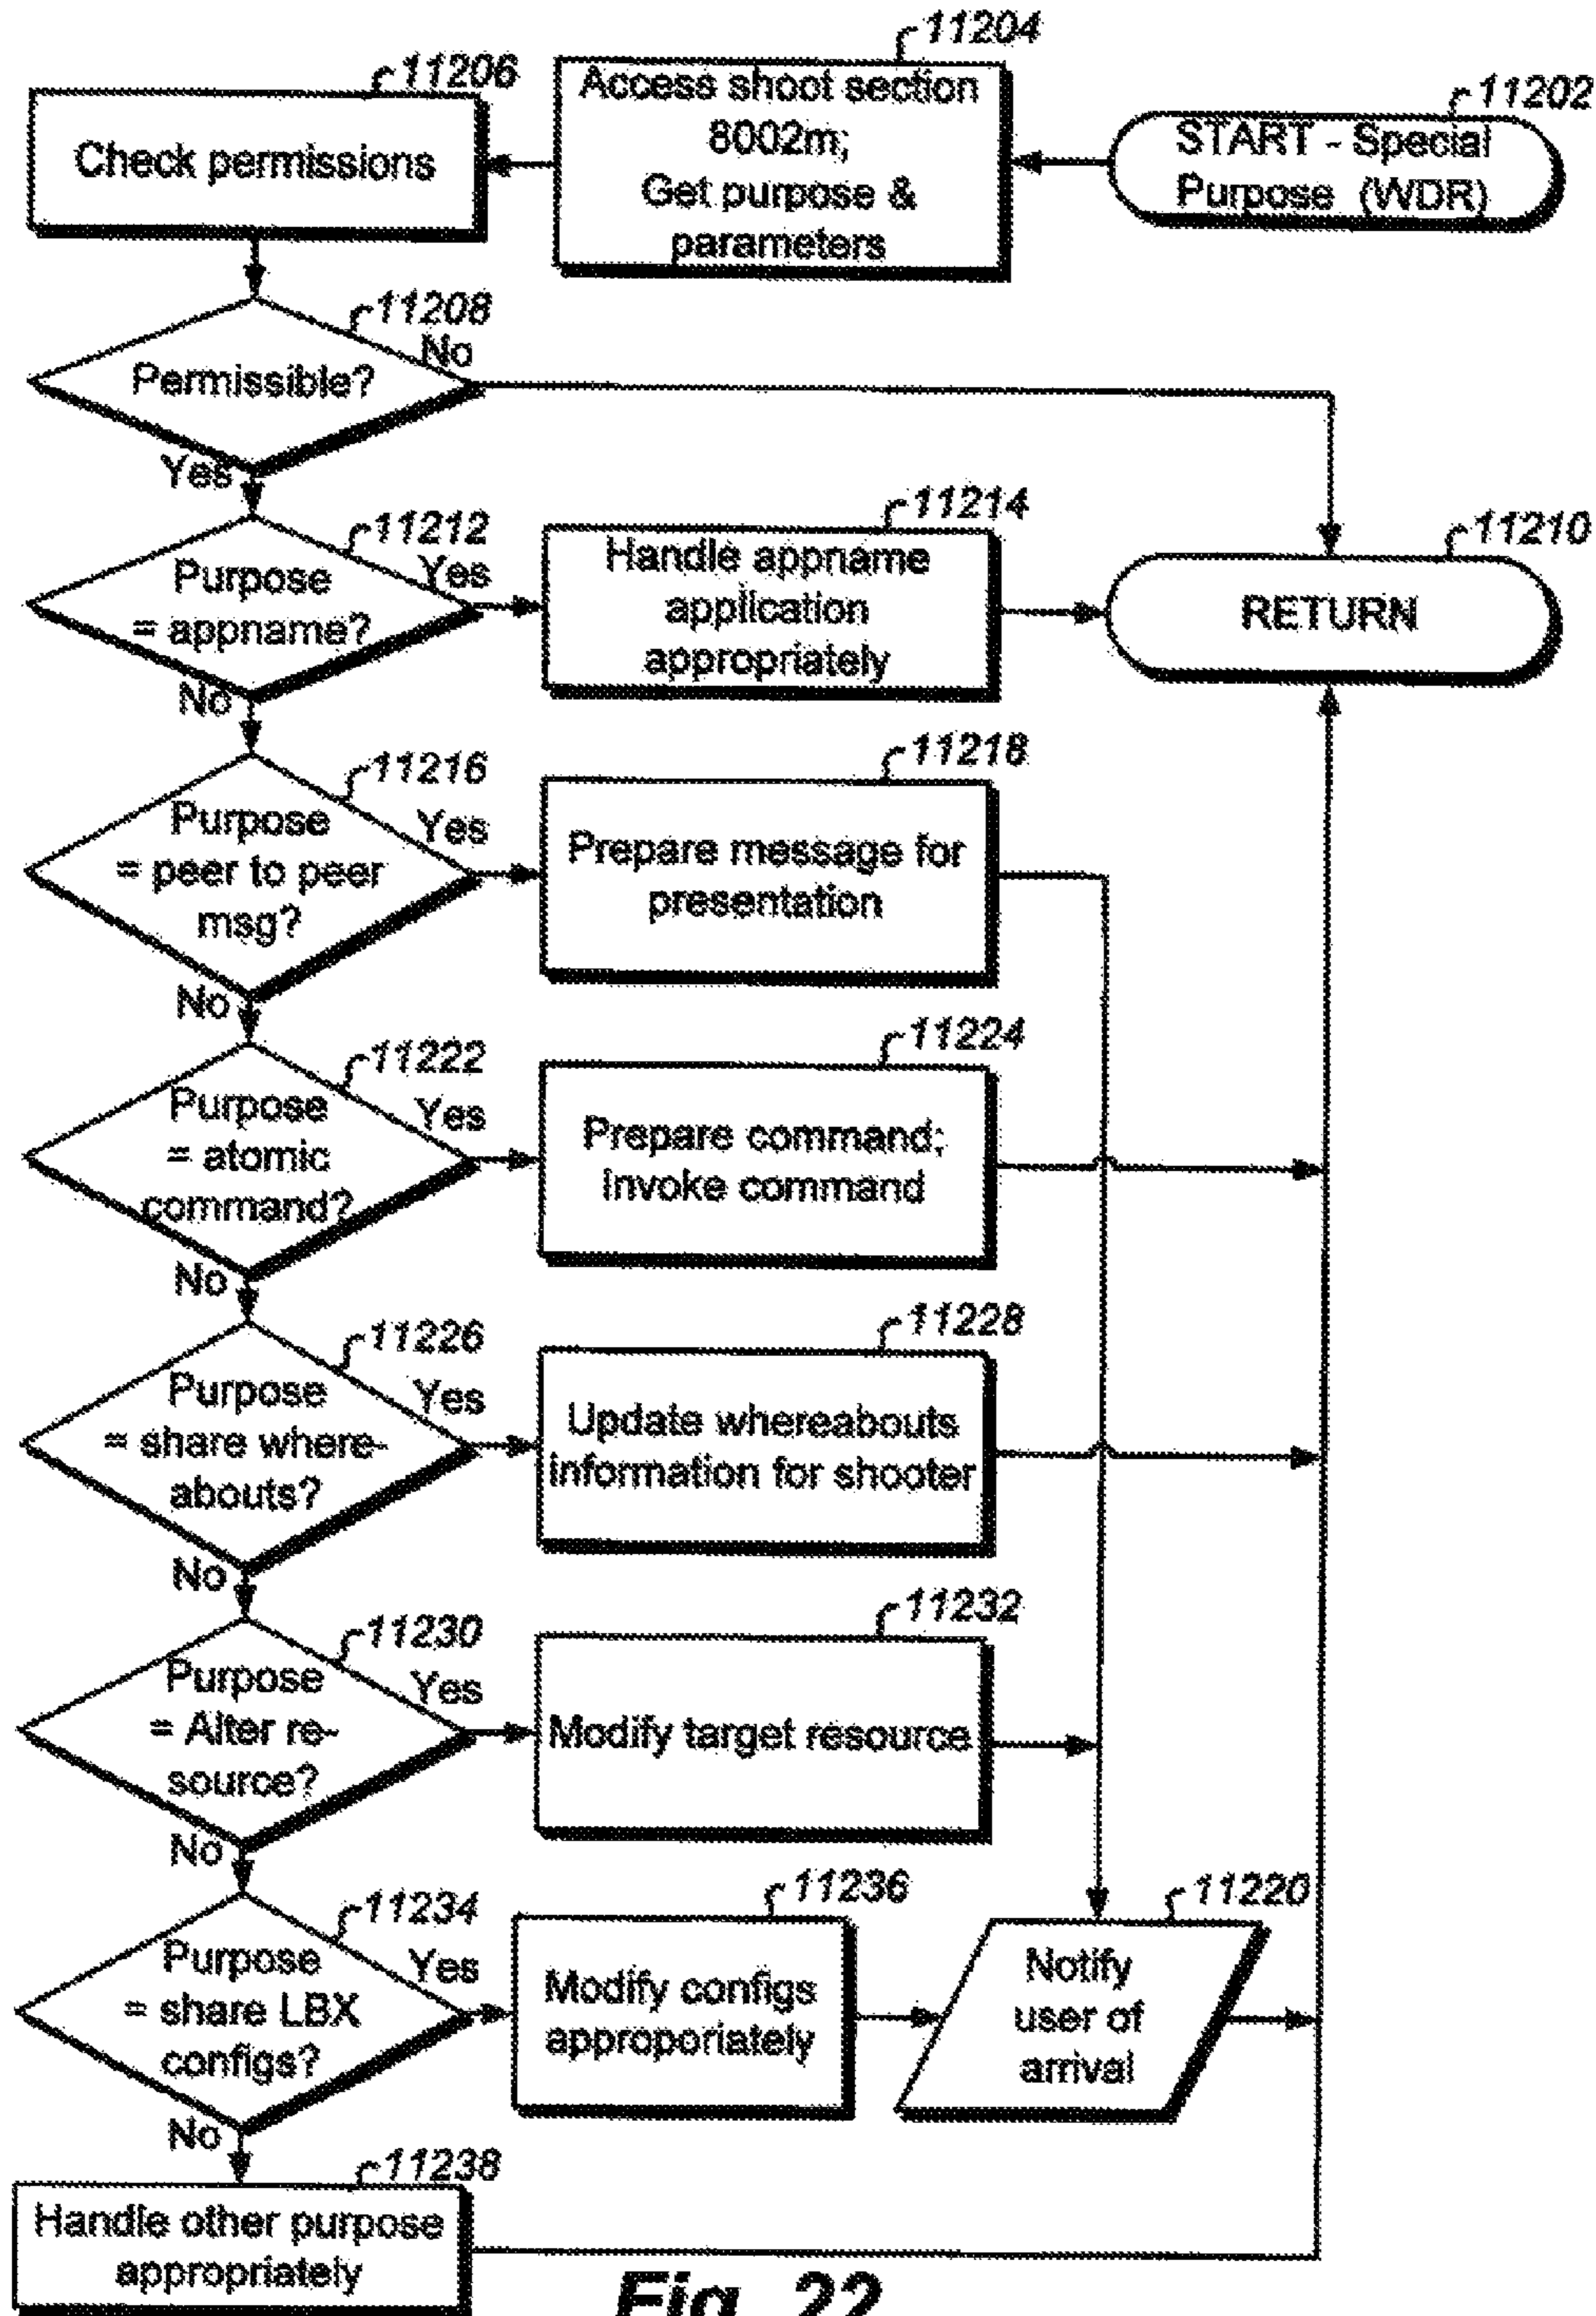 11202
START - Special
Purpose (WDR)
11204
Access shoot section
8002m;
Get purpose &
parameters
11206
Check permissions
11208
Permissible?
No
Yes
11210
RETURN
11212
Purpose
= appname?
Yes
No
11214
Handle appname
application
appropriately
11216
Purpose
= peer to peer
msg?
Yes
No
11218
Prepare message for
presentation
11222
Purpose
= atomic
command?
Yes
No
11224
Prepare command;
Invoke command
11226
Purpose
= share where-
abouts?
Yes
No
11228
Update whereabouts
information for shooter
11230
Purpose
= Alter re-
source?
Yes
No
11232
Modify target resource
11234
Purpose
= share LBX
configs?
Yes
No
11236
Modify configs
approporiately
11220
Notify
user of
arrival
11238
Handle other purpose
appropriately
Fig. 22